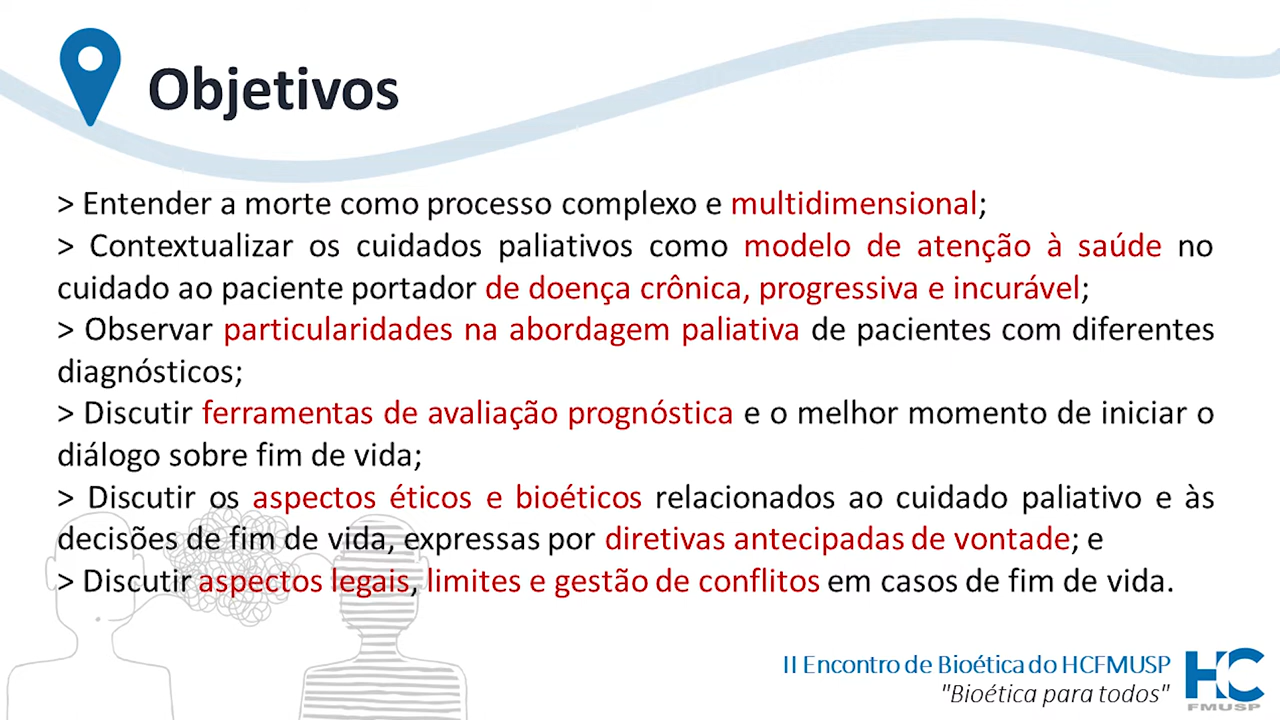 Objetivos
> Entender a morte como processo complexo e multidimensional;
> Contextualizar os cuidados paliativos como modelo de atenção à saúde no
cuidado ao paciente portador de doença crônica, progressiva e incurável;
> Observar particularidades na abordagem paliativa de pacientes com diferentes
diagnósticos;
> Discutir ferramentas de avaliação prognóstica e o melhor momento de iniciar o
diálogo sobre fim de vida;
> Discutir os aspectos éticos e bioéticos relacionados ao cuidado paliativo e às
decisões de fim de vida, expressas por diretivas antecipadas de vontade; e
> Discutir aspectos legais, limites e gestão de conflitos em casos de fim de vida.
II Encontro de Bioética do HCFMUSP
"Bioética para todos"
HC
FMUSP